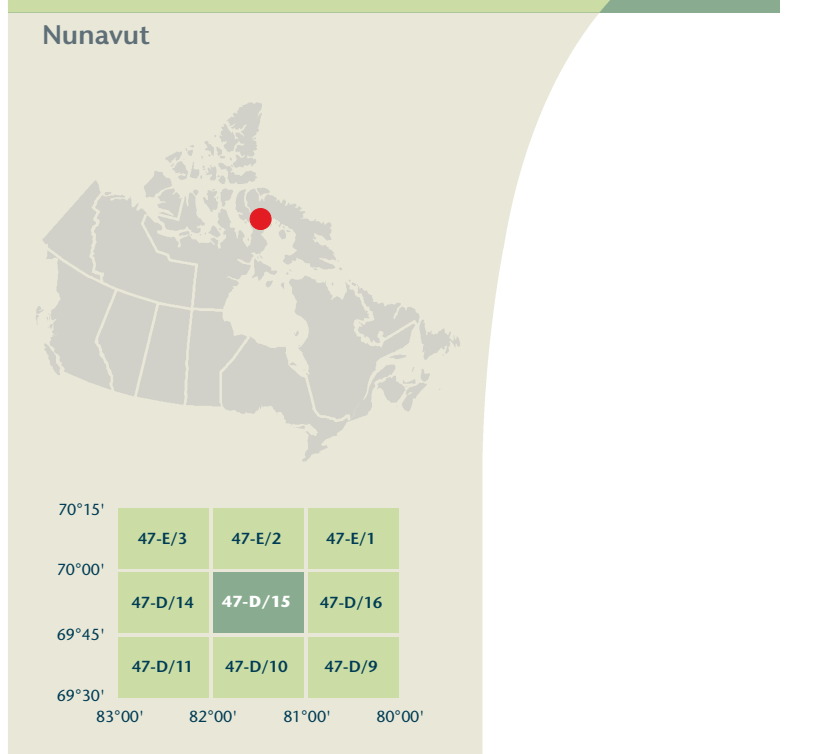 Nunavut
70°15'
47-E/3 47-E/2 47-E/1
70°00'
47-D/14 47-D/15 47-D/16
69°45'
47-D/11 47-D/10 47-D/9
69°30'
83°00' 82°00' 81°00' 80°00'